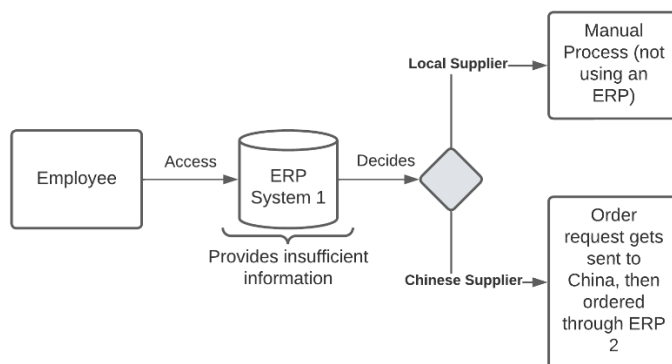 Employee
Access
ERP
System 1
Provides insufficient
information
Decides
Local Supplier
Manual
Process (not
using an
ERP)
Chinese Supplier
Order
request gets
sent to
China, then
ordered
through ERP
2